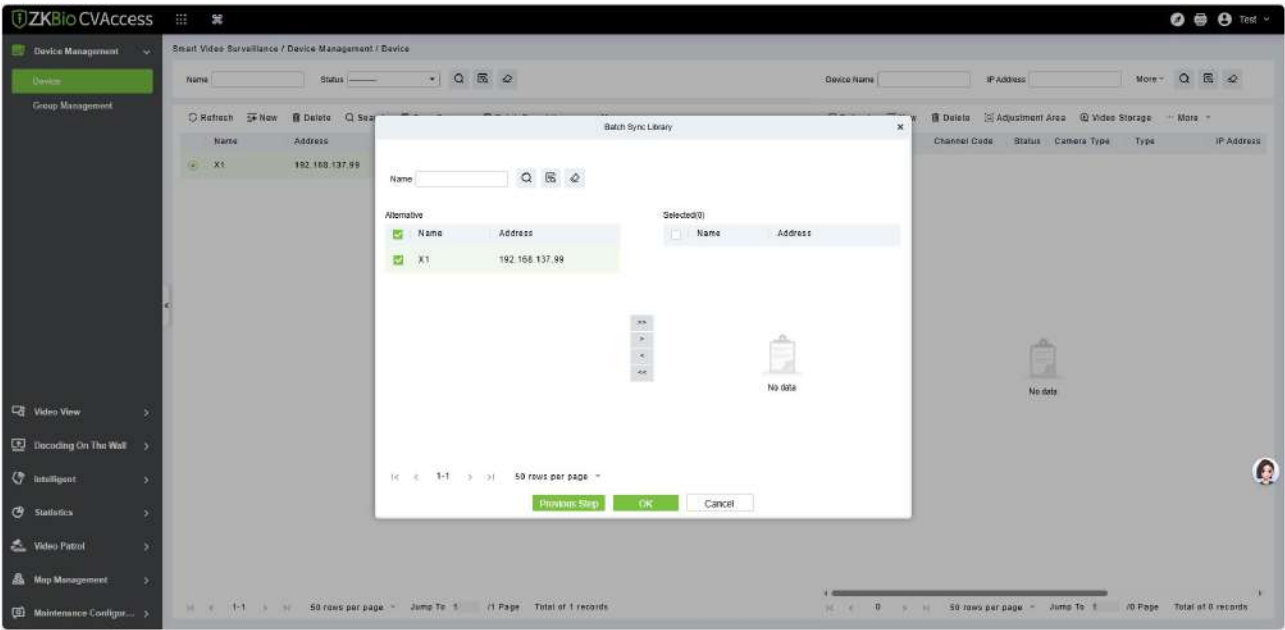 ZKBio CVAccess
Test
Device Management
Smart Video Surveillance / Device Management / Device
Device
Group Management
Name
Status ---------
Device Name
IP Address
More
Refresh New Delete
Delete Adjustment Area Video Storage More
Name Address
Channel Code Status Camera Type Type IP Address
X1 192.168.137.99
Batch Sync Library
Name
Alternative
Selected(0)
Name Address
Name Address
X1 192.168.137.99
>>
>
<
<<
No data
No data
1-1 50 rows per page
Previous Step OK Cancel
Video View
Decoding On The Wall
Intelligent
Statistics
Video Patrol
Map Management
Maintenance Configur...
1-1 50 rows per page Jump To 1 /1 Page Total of 1 records
0 50 rows per page Jump To 1 /0 Page Total of 0 records